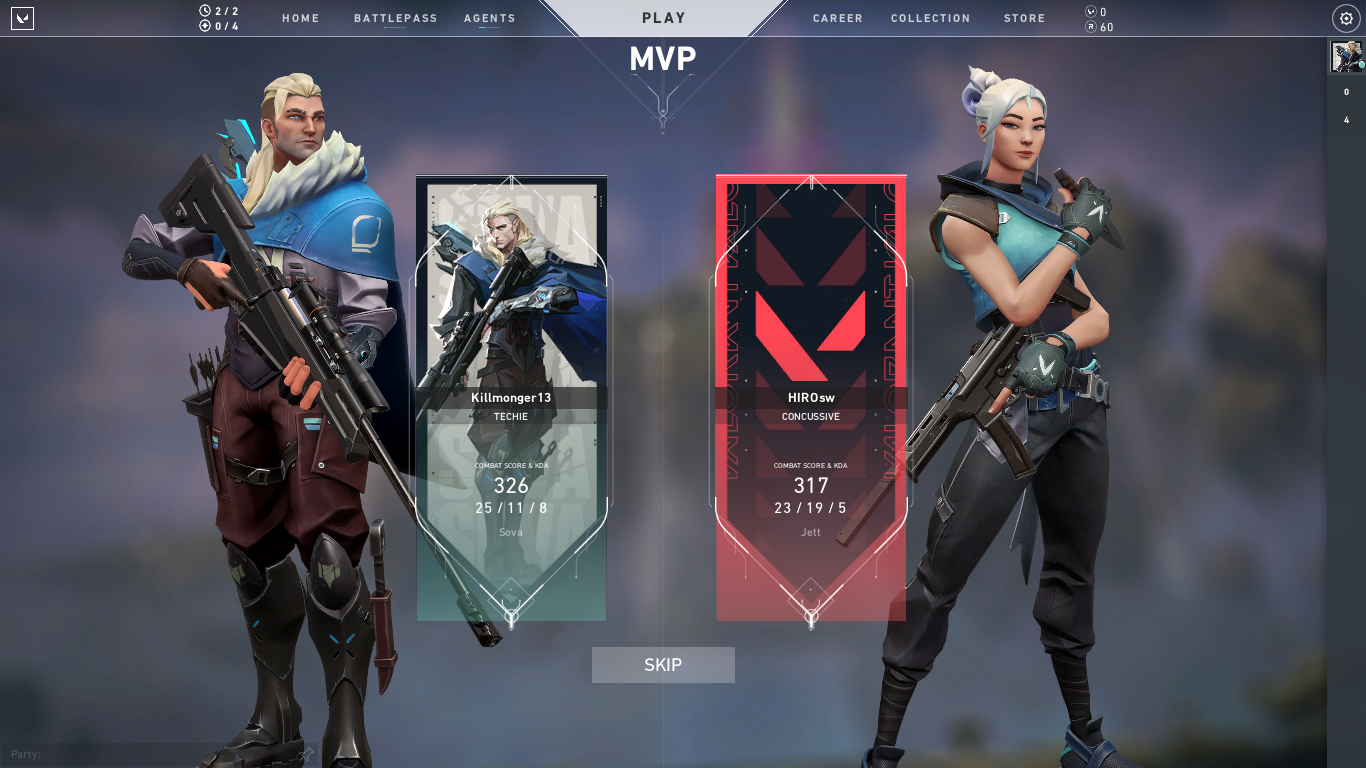 2 / 2
0 / 4
HOME
BATTLEPASS
AGENTS
PLAY
CAREER
COLLECTION
STORE
0
60
MVP
0
4
Killmonger13
TECHIE
COMBAT SCORE & KDA
326
25 / 11 / 8
Sova
HIROsw
CONCUSSIVE
COMBAT SCORE & KDA
317
23 / 19 / 5
Jett
SKIP
Party: